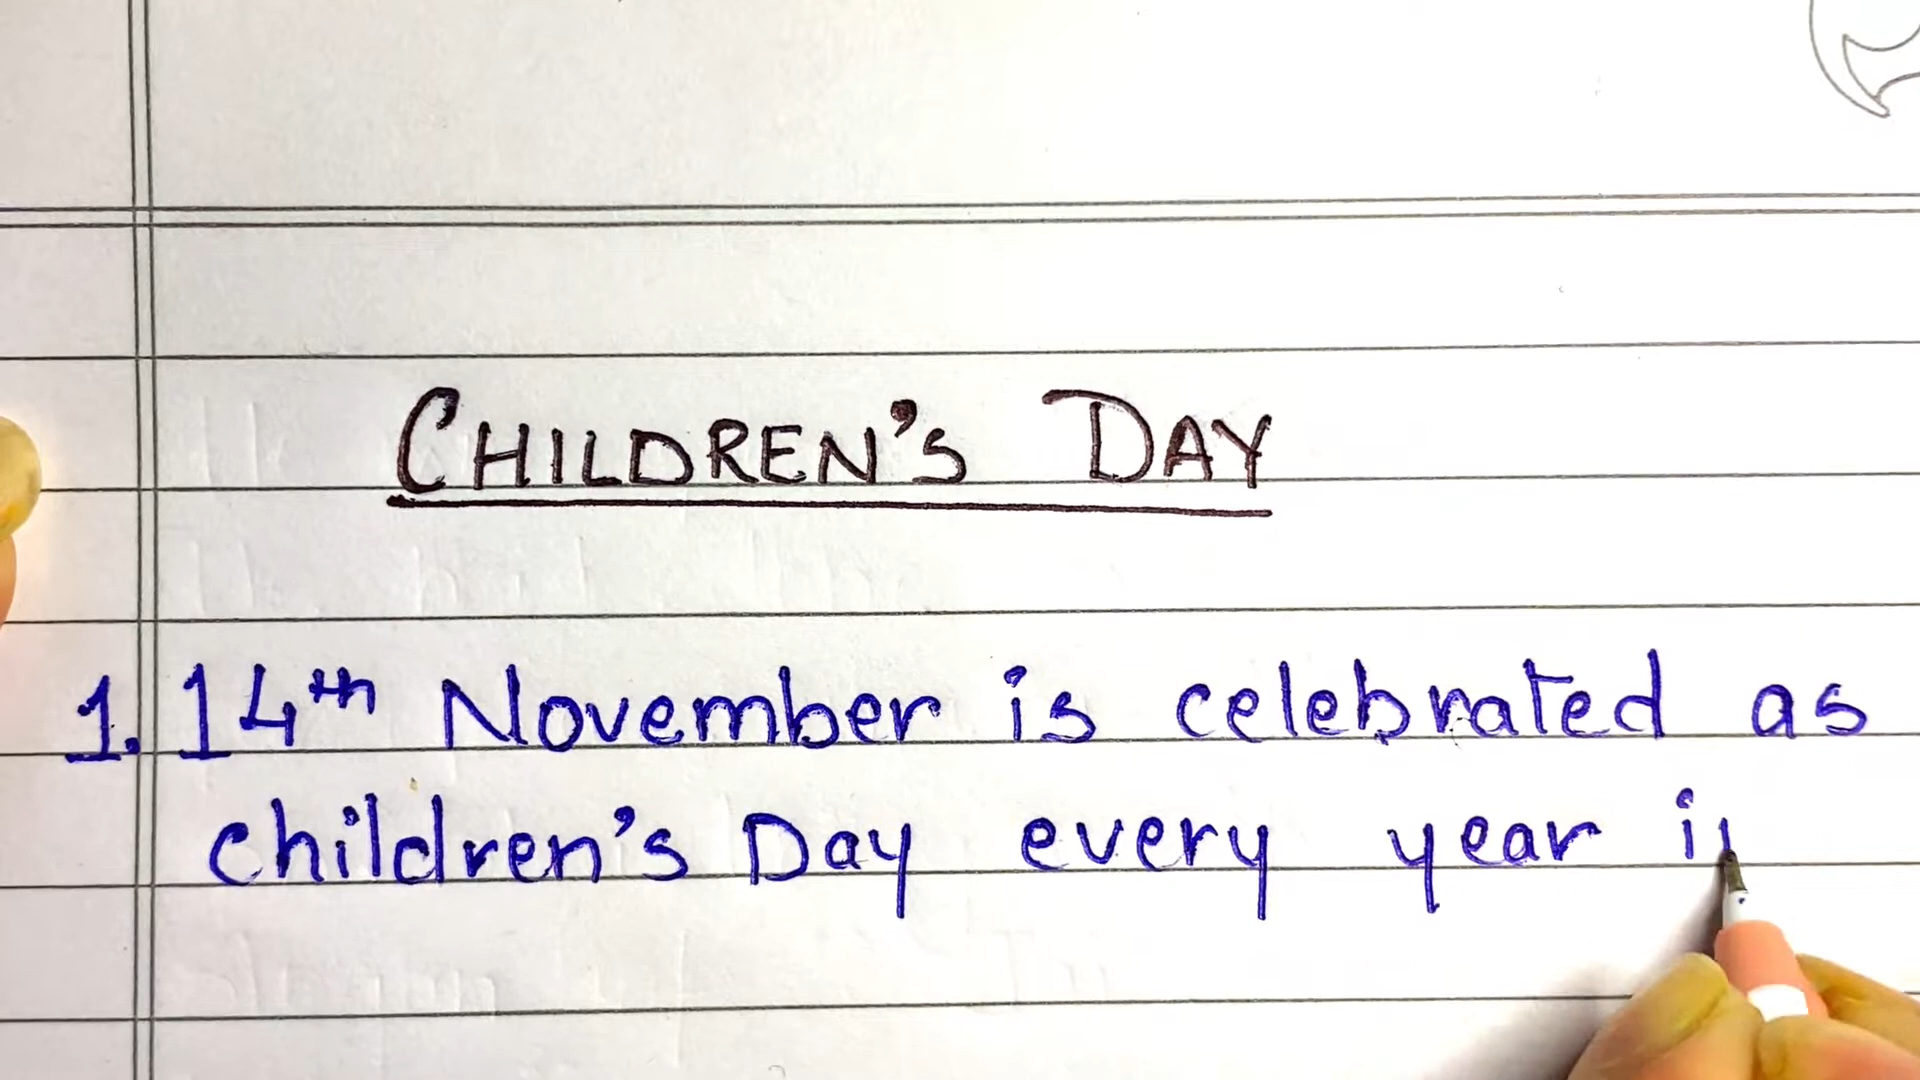 CHILDREN'S DAY
1. 14th November is celebrated as
children's Day every year